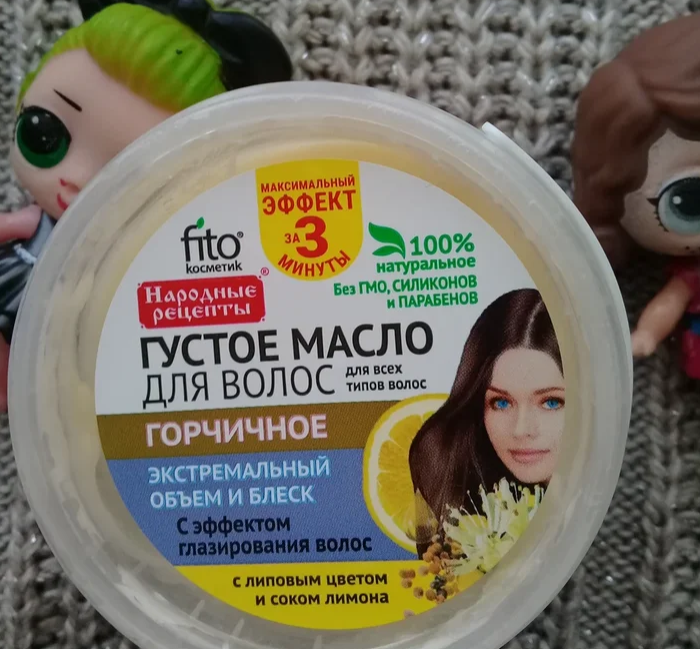 МАКСИМАЛЬНЫЙ
ЭФФЕКТ
ЗА 3
МИНУТЫ
fito®
косметик
Народные
рецепты®
100%
натуральное
Без ГМО, СИЛИКОНОВ
и ПАРАБЕНОВ
ГУСТОЕ МАСЛО
ДЛЯ ВОЛОС
для всех
типов волос
ГОРЧИЧНОЕ
ЭКСТРЕМАЛЬНЫЙ
ОБЪЕМ И БЛЕСК
С эффектом
глазирования волос
с липовым цветом
и соком лимона